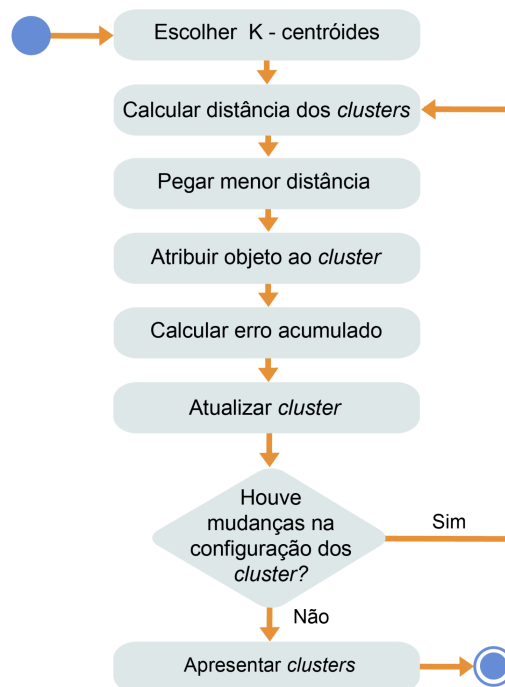 Escolher K - centróides
Calcular distância dos clusters
Pegar menor distância
Atribuir objeto ao cluster
Calcular erro acumulado
Atualizar cluster
Houve
mudanças na
configuração dos
cluster?
Sim
Não
Apresentar clusters